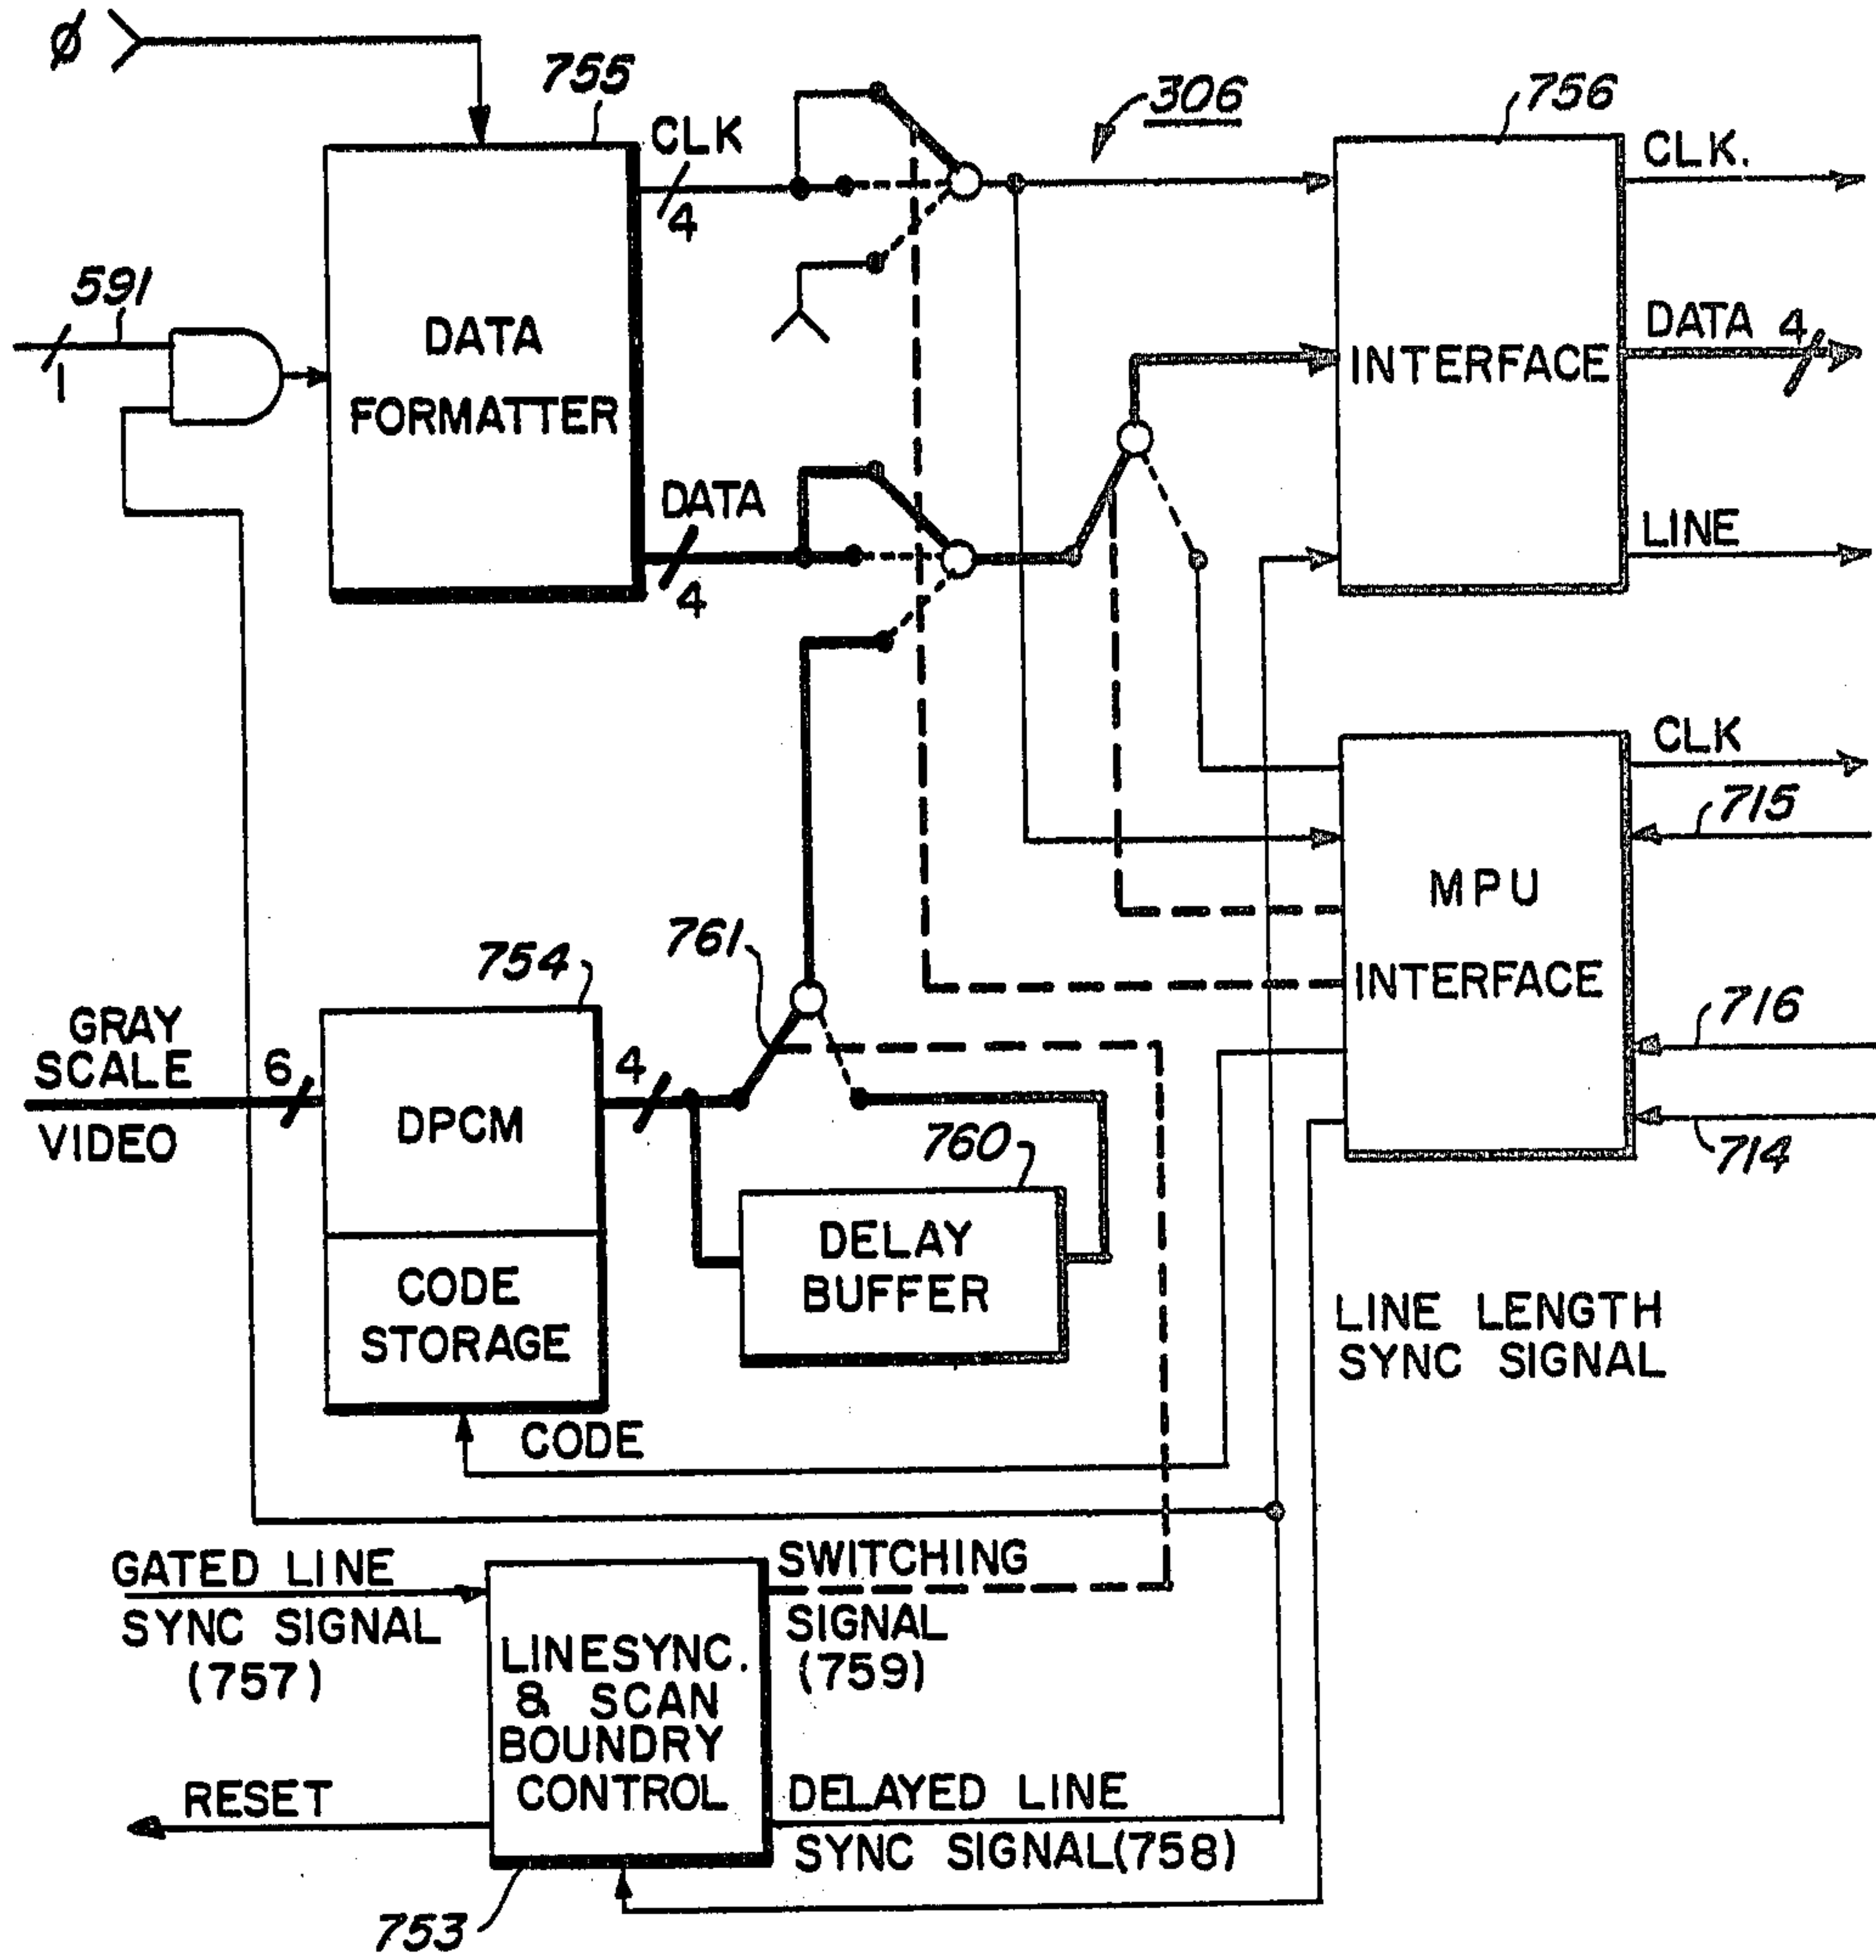 ϕ
755
306
756
CLK
4
CLK.
591
1
DATA
FORMATTER
INTERFACE
DATA 4
DATA
4
LINE
CLK
715
MPU
INTERFACE
716
714
761
754
GRAY
SCALE
VIDEO
6
DPCM
4
760
DELAY
BUFFER
CODE
STORAGE
LINE LENGTH
SYNC SIGNAL
CODE
GATED LINE
SYNC SIGNAL
(757)
SWITCHING
SIGNAL
(759)
LINESYNC.
& SCAN
BOUNDRY
CONTROL
RESET
DELAYED LINE
SYNC SIGNAL(758)
753